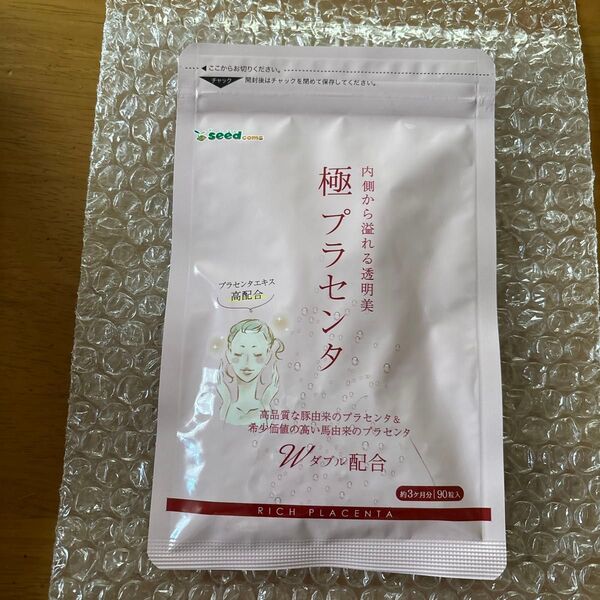 ここからお切りください。
チャック
開封後はチャックを閉めて保存してください。
seedcoms
内側から溢れる透明美
極プラセンタ
プラセンタエキス
高配合
高品質な豚由来のプラセンタ&
希少価値の高い馬由来のプラセンタ
Wダブル配合
約3ケ月分 90粒入
RICH PLACENTA